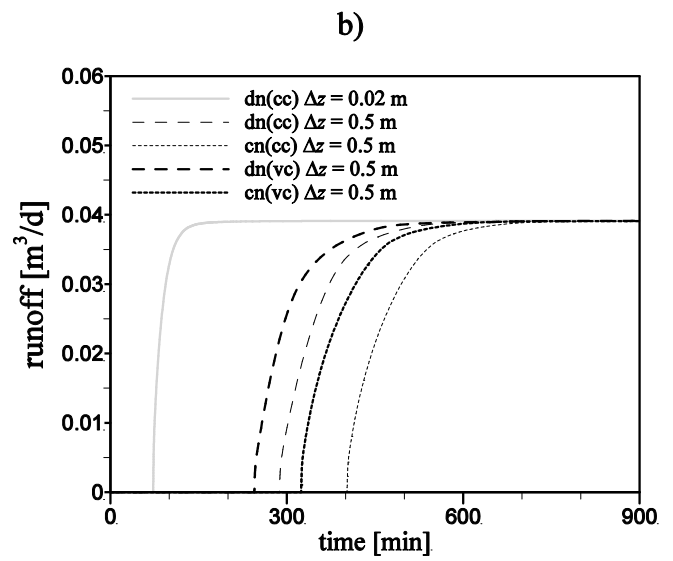 b)
0.06
0.05
0.04
0.03
0.02
0.01
0
runoff [m³/d]
dn(cc) Δz = 0.02 m
dn(cc) Δz = 0.5 m
cn(cc) Δz = 0.5 m
dn(vc) Δz = 0.5 m
cn(vc) Δz = 0.5 m
0. 300. 600. 900.
time [min]